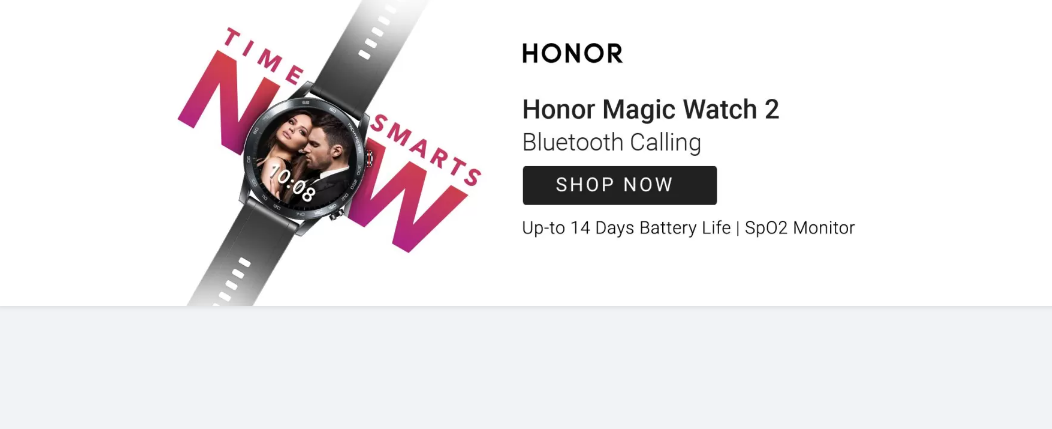 TIME
NOW
SMARTS
10:08
HONOR
Honor Magic Watch 2
Bluetooth Calling
SHOP NOW
Up-to 14 Days Battery Life | SpO2 Monitor